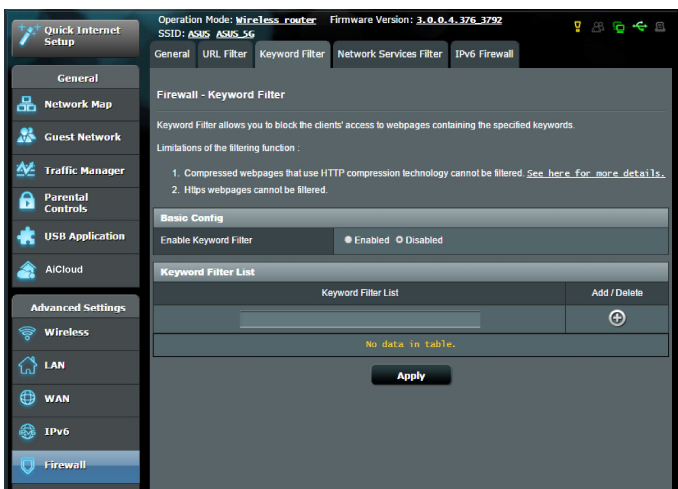 Quick Internet
Setup
Operation Mode: Wireless router Firmware Version: 3.0.0.4.376_3792
SSID: ASUS ASUS_5G
General URL Filter Keyword Filter Network Services Filter IPv6 Firewall
General
Network Map
Guest Network
Traffic Manager
Parental
Controls
USB Application
AiCloud
Advanced Settings
Wireless
LAN
WAN
IPv6
Firewall
Firewall - Keyword Filter
Keyword Filter allows you to block the clients' access to webpages containing the specified keywords.
Limitations of the filtering function :
1. Compressed webpages that use HTTP compression technology cannot be filtered. See here for more details.
2. Https webpages cannot be filtered.
Basic Config
Enable Keyword Filter Enabled Disabled
Keyword Filter List
Keyword Filter List Add / Delete
No data in table.
Apply